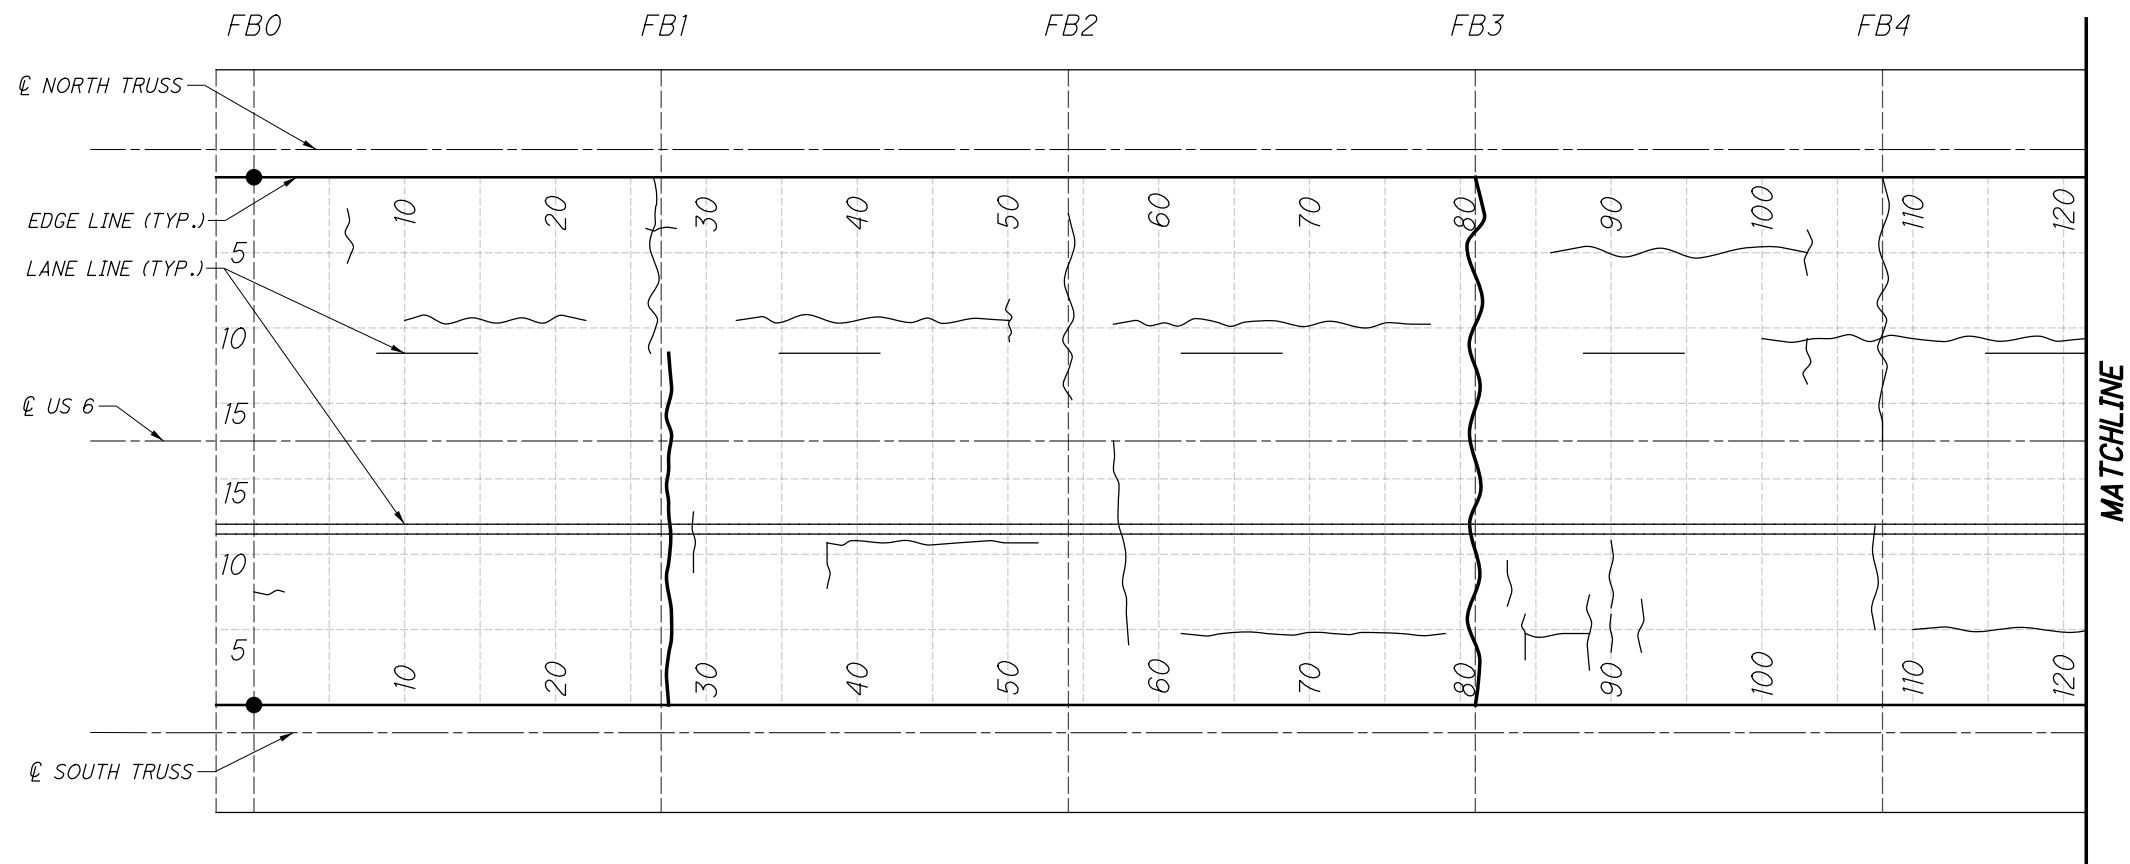 FB0 FB1 FB2 FB3 FB4
℄ NORTH TRUSS
10 20 30 40 50 60 70 80 90 100 110 120
EDGE LINE (TYP.)
5
LANE LINE (TYP.)
10
℄ US 6
15
MATCHLINE
15
10
5
10 20 30 40 50 60 70 80 90 100 110 120
℄ SOUTH TRUSS